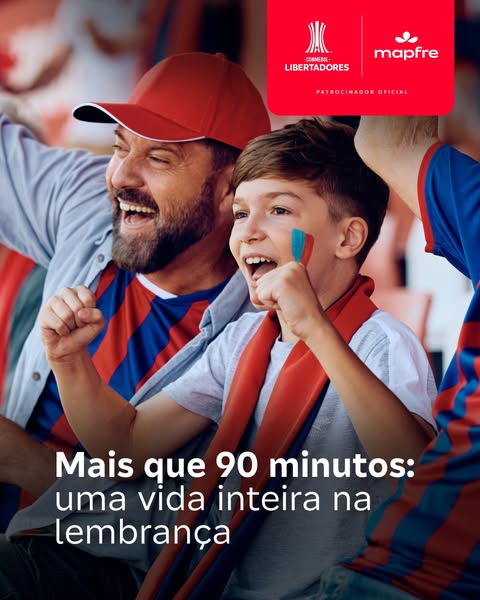 CONMEBOL
LIBERTADORES
mapfre
PATROCINADOR OFICIAL
Mais que 90 minutos:
uma vida inteira na
lembrança